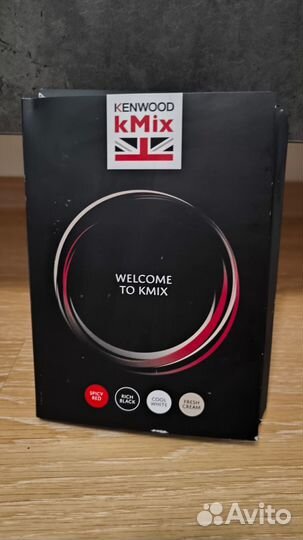 KENWOOD
kMix
WELCOME
TO KMIX
SPICY
RED
RICH
BLACK
COOL
WHITE
FRESH
CREAM
Avito